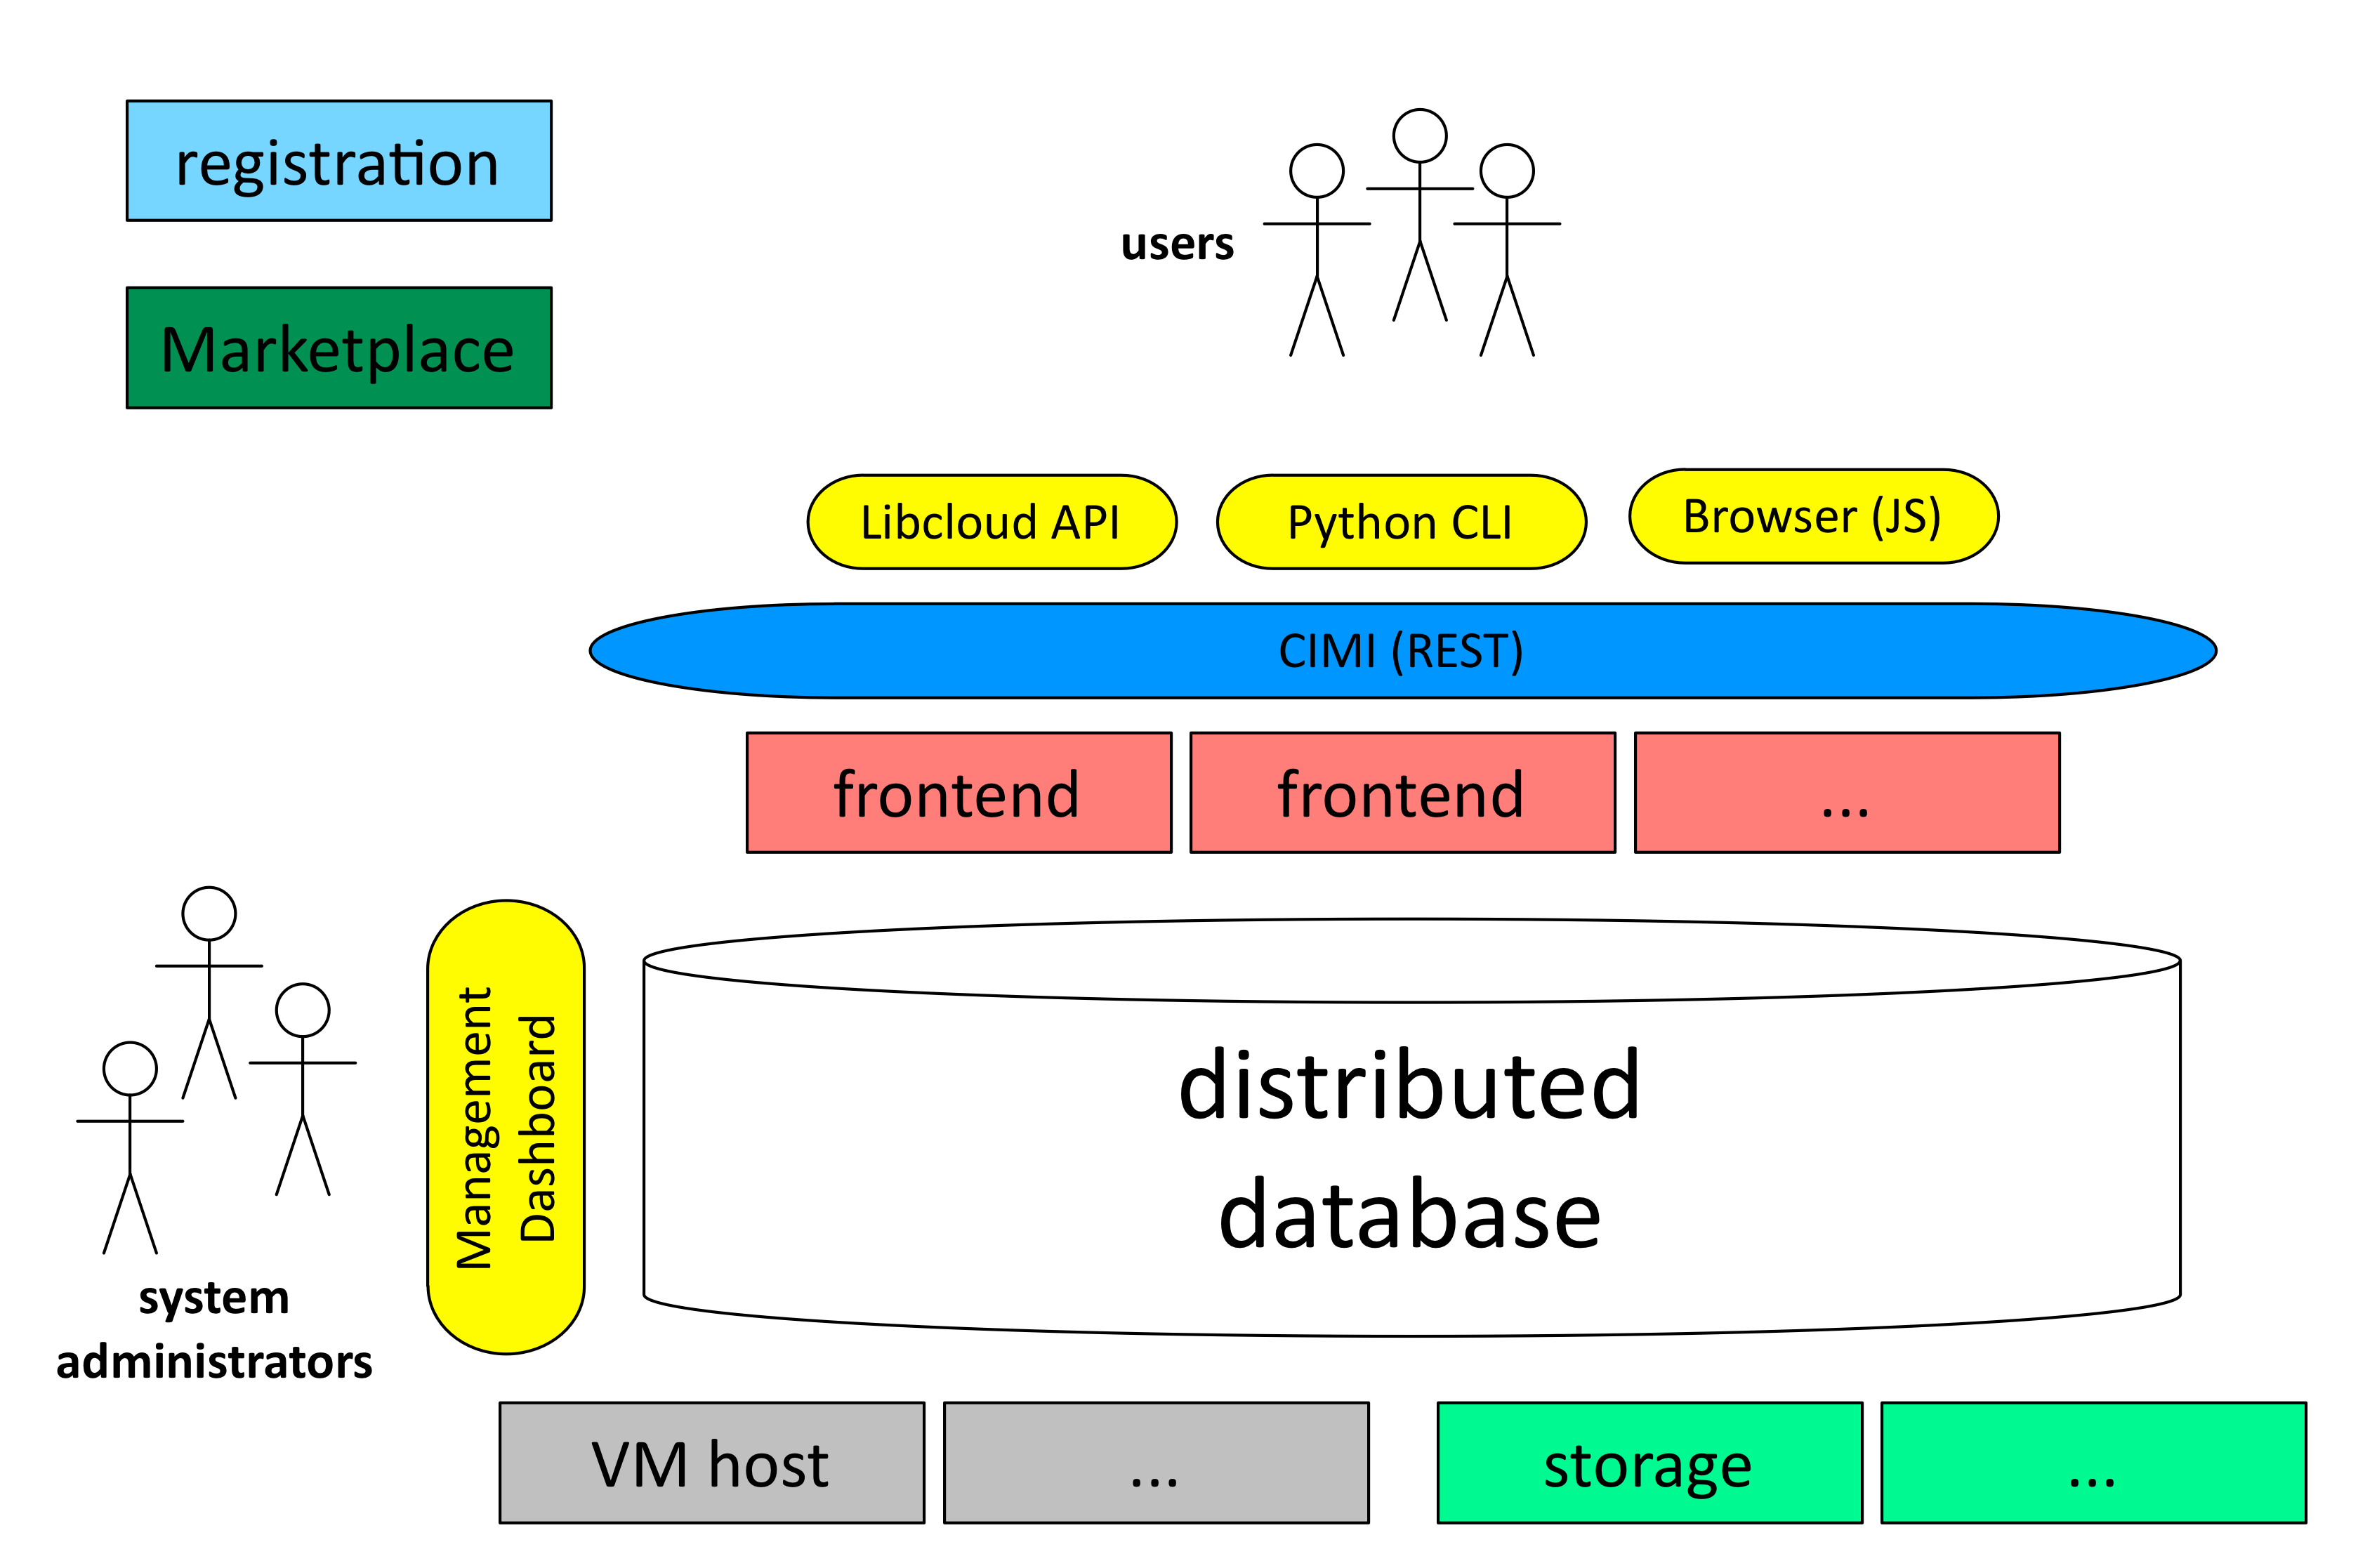 registration
users
Marketplace
Libcloud API
Python CLI
Browser (JS)
CIMI (REST)
frontend
frontend
...
Management
Dashboard
distributed
database
system
administrators
VM host
...
storage
...